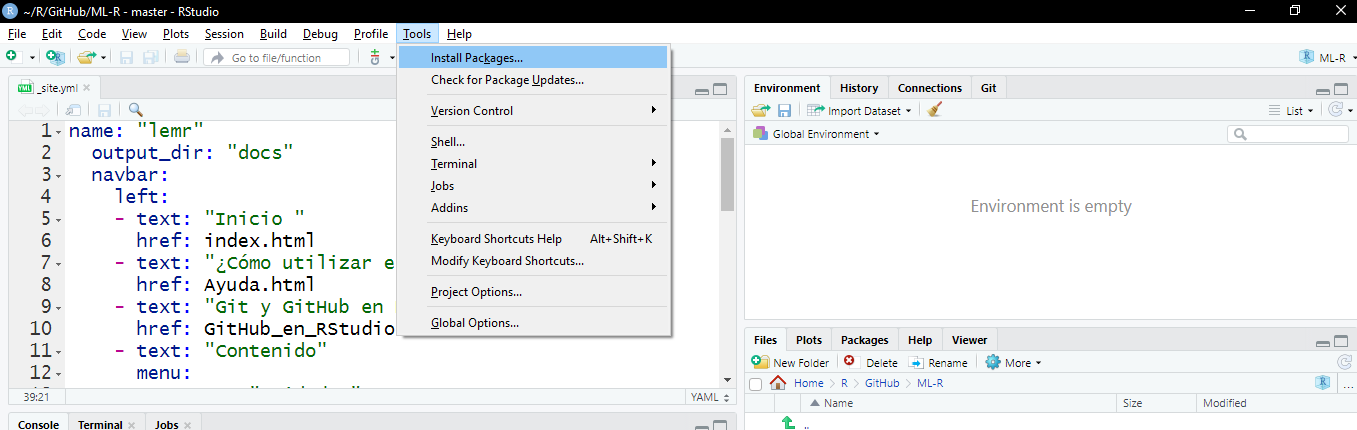 ~/R/GitHub/ML-R - master - RStudio
File Edit Code View Plots Session Build Debug Profile Tools Help
Go to file/function
ML-R
Install Packages...
Check for Package Updates...
Version Control
Shell...
Terminal
Jobs
Addins
Keyboard Shortcuts Help Alt+Shift+K
Modify Keyboard Shortcuts...
Project Options...
Global Options...
_site.yml
1 name: "lemr"
2 output_dir: "docs"
3 navbar:
4 left:
5 - text: "Inicio "
6 href: index.html
7 - text: "¿Cómo utilizar e
8 href: Ayuda.html
9 - text: "Git y GitHub en
10 href: GitHub_en_RStudio
11 - text: "Contenido"
12 menu:
39:21 YAML
Console Terminal Jobs
Environment History Connections Git
Import Dataset List
Global Environment
Environment is empty
Files Plots Packages Help Viewer
New Folder Delete Rename More
Home R GitHub ML-R ...
Name Size Modified
..